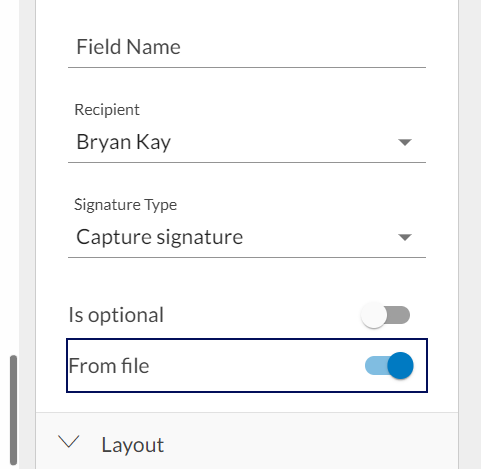 Field Name
Recipient
Bryan Kay
Signature Type
Capture signature
Is optional
From file
Layout